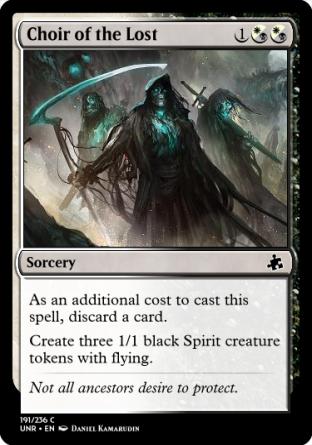 Choir of the Lost 1
Sorcery
As an additional cost to cast this
spell, discard a card.
Create three 1/1 black Spirit creature
tokens with flying.
Not all ancestors desire to protect.
191/236 C
UNR • EN Daniel Kamarudin